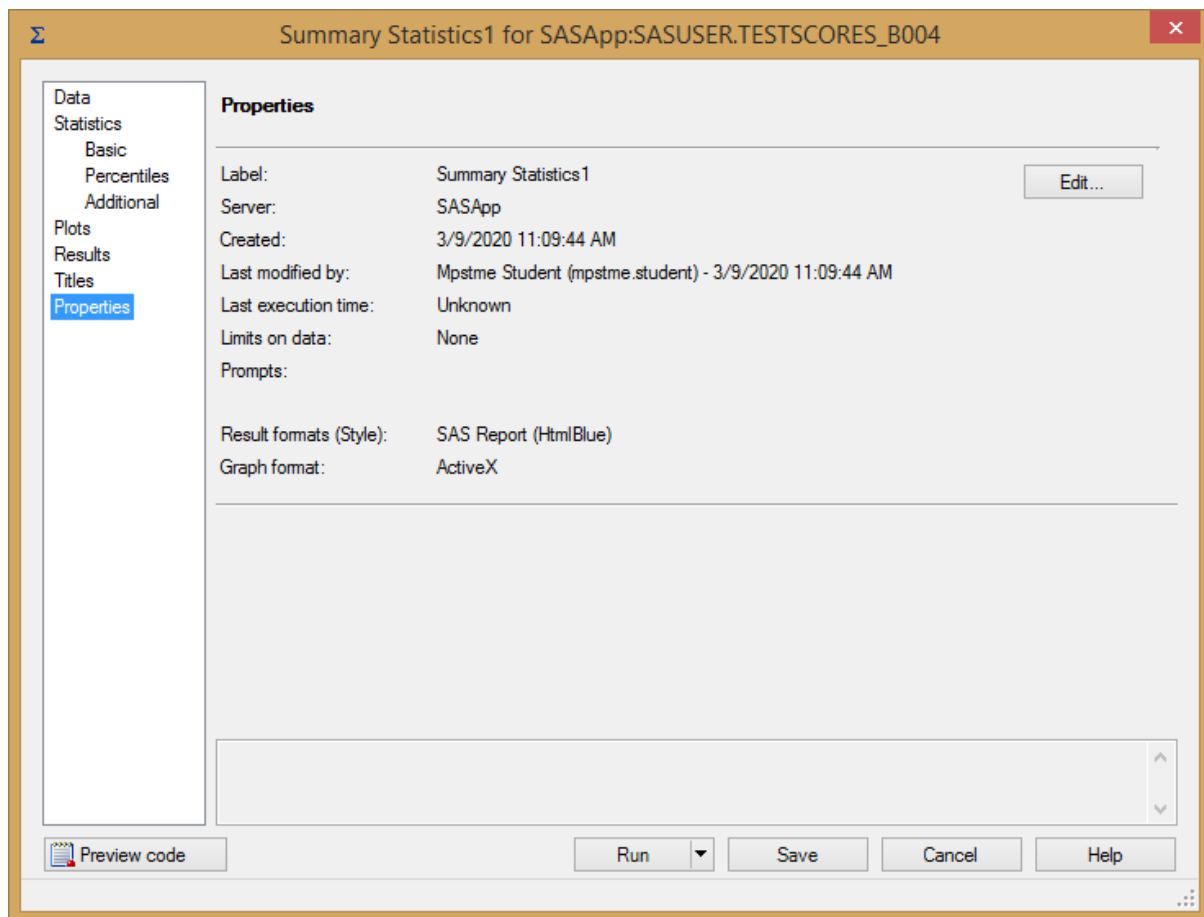 Σ Summary Statistics1 for SASApp:SASUSER.TESTSCORES_B004
Data
Statistics
Basic
Percentiles
Additional
Plots
Results
Titles
Properties
Properties
Label: Summary Statistics1 Edit...
Server: SASApp
Created: 3/9/2020 11:09:44 AM
Last modified by: Mpstme Student (mpstme.student) - 3/9/2020 11:09:44 AM
Last execution time: Unknown
Limits on data: None
Prompts:
Result formats (Style): SAS Report (HtmlBlue)
Graph format: ActiveX
Preview code Run Save Cancel Help